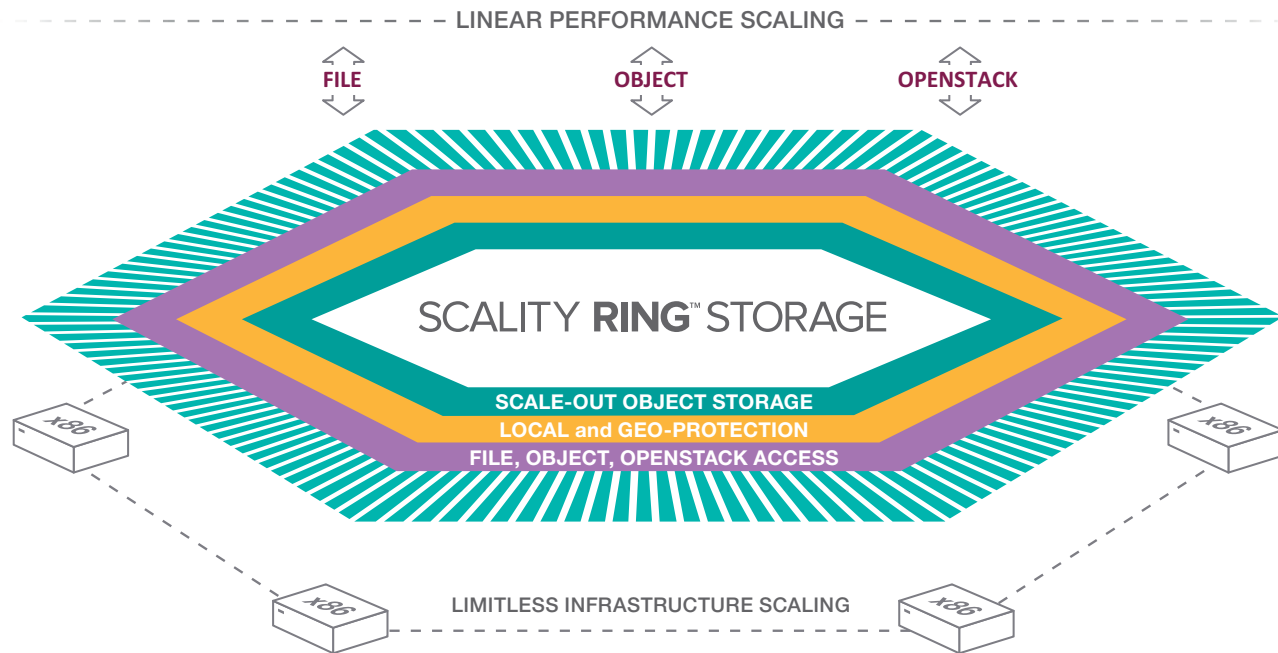 LINEAR PERFORMANCE SCALING
FILE
OBJECT
OPENSTACK
SCALITY RING™ STORAGE
SCALE-OUT OBJECT STORAGE
LOCAL and GEO-PROTECTION
FILE, OBJECT, OPENSTACK ACCESS
x86
x86
x86
LIMITLESS INFRASTRUCTURE SCALING
x86